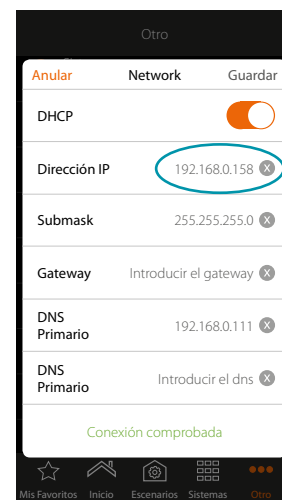 Otro
Anular Network Guardar
DHCP
Dirección IP 192.168.0.158 X
Submask 255.255.255.0 X
Gateway Introducir el gateway X
DNS
Primario 192.168.0.111 X
DNS
Primario Introducir el dns X
Conexión comprobada
Mis Favoritos Inicio Escenarios Sistemas Otro